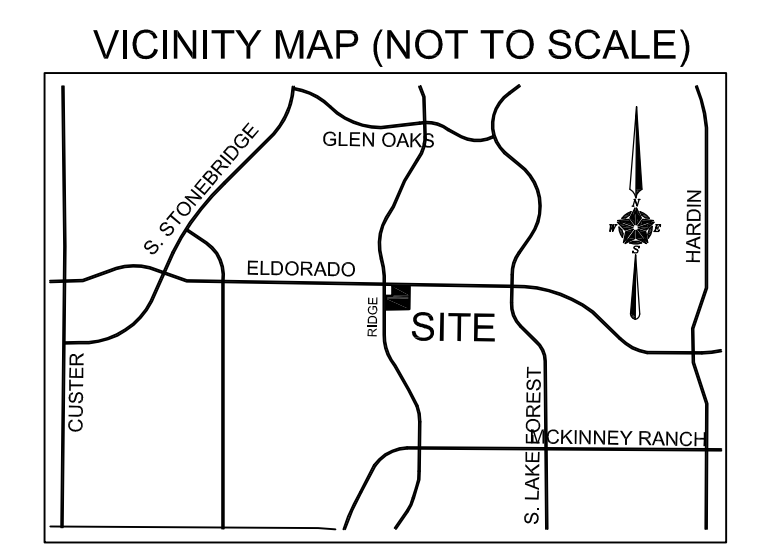 VICINITY MAP (NOT TO SCALE)
GLEN OAKS
S. STONEBRIDGE
N
W
E
S
HARDIN
ELDORADO
RIDGE
SITE
CUSTER
S. LAKE FOREST
MCKINNEY RANCH